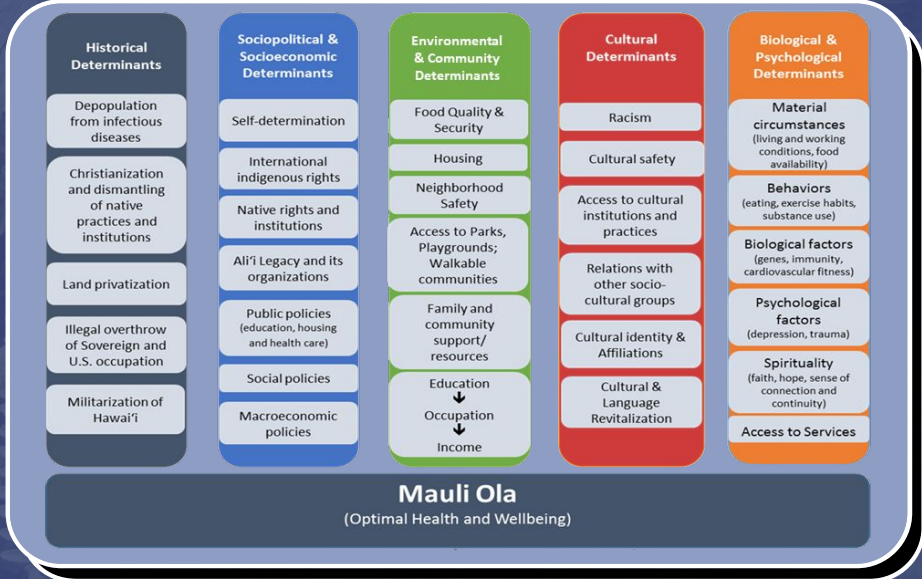 Historical
Determinants
Depopulation
from infectious
diseases
Christianization
and dismantling
of native
practices and
institutions
Land privatization
Illegal overthrow
of Sovereign and
U.S. occupation
Militarization of
Hawaiʻi
Sociopolitical &
Socioeconomic
Determinants
Self-determination
International
indigenous rights
Native rights and
institutions
Aliʻi Legacy and its
organizations
Public policies
(education, housing
and health care)
Social policies
Macroeconomic
policies
Environmental
& Community
Determinants
Food Quality &
Security
Housing
Neighborhood
Safety
Access to Parks,
Playgrounds;
Walkable
communities
Family and
community
support/
resources
Education
↓
Occupation
↓
Income
Cultural
Determinants
Racism
Cultural safety
Access to cultural
institutions and
practices
Relations with
other socio-
cultural groups
Cultural identity &
Affiliations
Cultural &
Language
Revitalization
Biological &
Psychological
Determinants
Material
circumstances
(living and working
conditions, food
availability)
Behaviors
(eating, exercise habits,
substance use)
Biological factors
(genes, immunity,
cardiovascular fitness)
Psychological
factors
(depression, trauma)
Spirituality
(faith, hope, sense of
connection and
continuity)
Access to Services
Mauli Ola
(Optimal Health and Wellbeing)